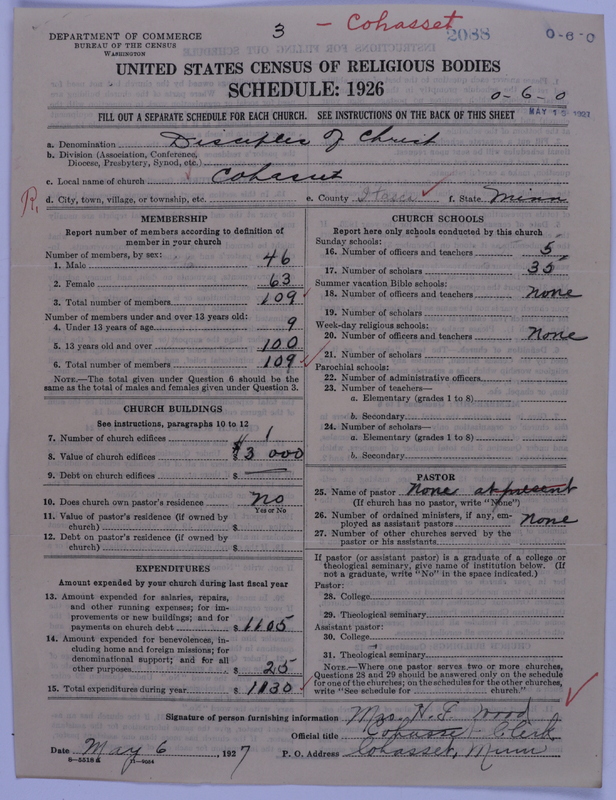 3 - Cohasset
2088
0-6-0
DEPARTMENT OF COMMERCE
BUREAU OF THE CENSUS
WASHINGTON
UNITED STATES CENSUS OF RELIGIOUS BODIES
SCHEDULE: 1926
0-6-0
FILL OUT A SEPARATE SCHEDULE FOR EACH CHURCH. SEE INSTRUCTIONS ON THE BACK OF THIS SHEET
MAY 1927
a. Denomination Disciples of Christ
b. Division (Association, Conference, Diocese, Presbytery, Synod, etc.)
c. Local name of church Cohasset
R.
d. City, town, village, or township, etc. e. County Itasca f. State Minn
MEMBERSHIP
Report number of members according to definition of member in your church
Number of members, by sex:
1. Male 46
2. Female 63
3. Total number of members 109
Number of members under and over 13 years old:
4. Under 13 years of age 9
5. 13 years old and over 100
6. Total number of members 109
NOTE.—The total given under Question 6 should be the same as the total of males and females given under Question 3.
CHURCH BUILDINGS
See instructions, paragraphs 10 to 12
7. Number of church edifices 1
8. Value of church edifices $3 000
9. Debt on church edifices $ —
10. Does church own pastor's residence No
Yes or No
11. Value of pastor's residence (if owned by church) $
12. Debt on pastor's residence (if owned by church) $
EXPENDITURES
Amount expended by your church during last fiscal year
13. Amount expended for salaries, repairs, and other running expenses; for improvements or new buildings; and for payments on church debt $ 1105
14. Amount expended for benevolences, including home and foreign missions; for denominational support; and for all other purposes $ 25
15. Total expenditures during year $ 1130
CHURCH SCHOOLS
Report here only schools conducted by this church
Sunday schools:
16. Number of officers and teachers 5
17. Number of scholars 35
Summer vacation Bible schools:
18. Number of officers and teachers none
19. Number of scholars
Week-day religious schools:
20. Number of officers and teachers none
21. Number of scholars
Parochial schools:
22. Number of administrative officers
23. Number of teachers—
a. Elementary (grades 1 to 8)
b. Secondary
24. Number of scholars—
a. Elementary (grades 1 to 8)
b. Secondary
PASTOR
25. Name of pastor None at present
(If church has no pastor, write "None")
26. Number of ordained ministers, if any, employed as assistant pastors none
27. Number of other churches served by the pastor or his assistants
If pastor (or assistant pastor) is a graduate of a college or theological seminary, give name of institution below. (If not a graduate, write "No" in the space indicated.)
Pastor:
28. College
29. Theological seminary
Assistant pastor:
30. College
31. Theological seminary
NOTE.—Where one pastor serves two or more churches, Questions 28 and 29 should be answered only on the schedule for one of the churches; on the schedules for the other churches, write "See schedule for church."
Signature of person furnishing information Mrs. H. L. Wood
Official title Cohasset - Clerk
Date May 6 1927 P. O. Address Cohasset, Minn